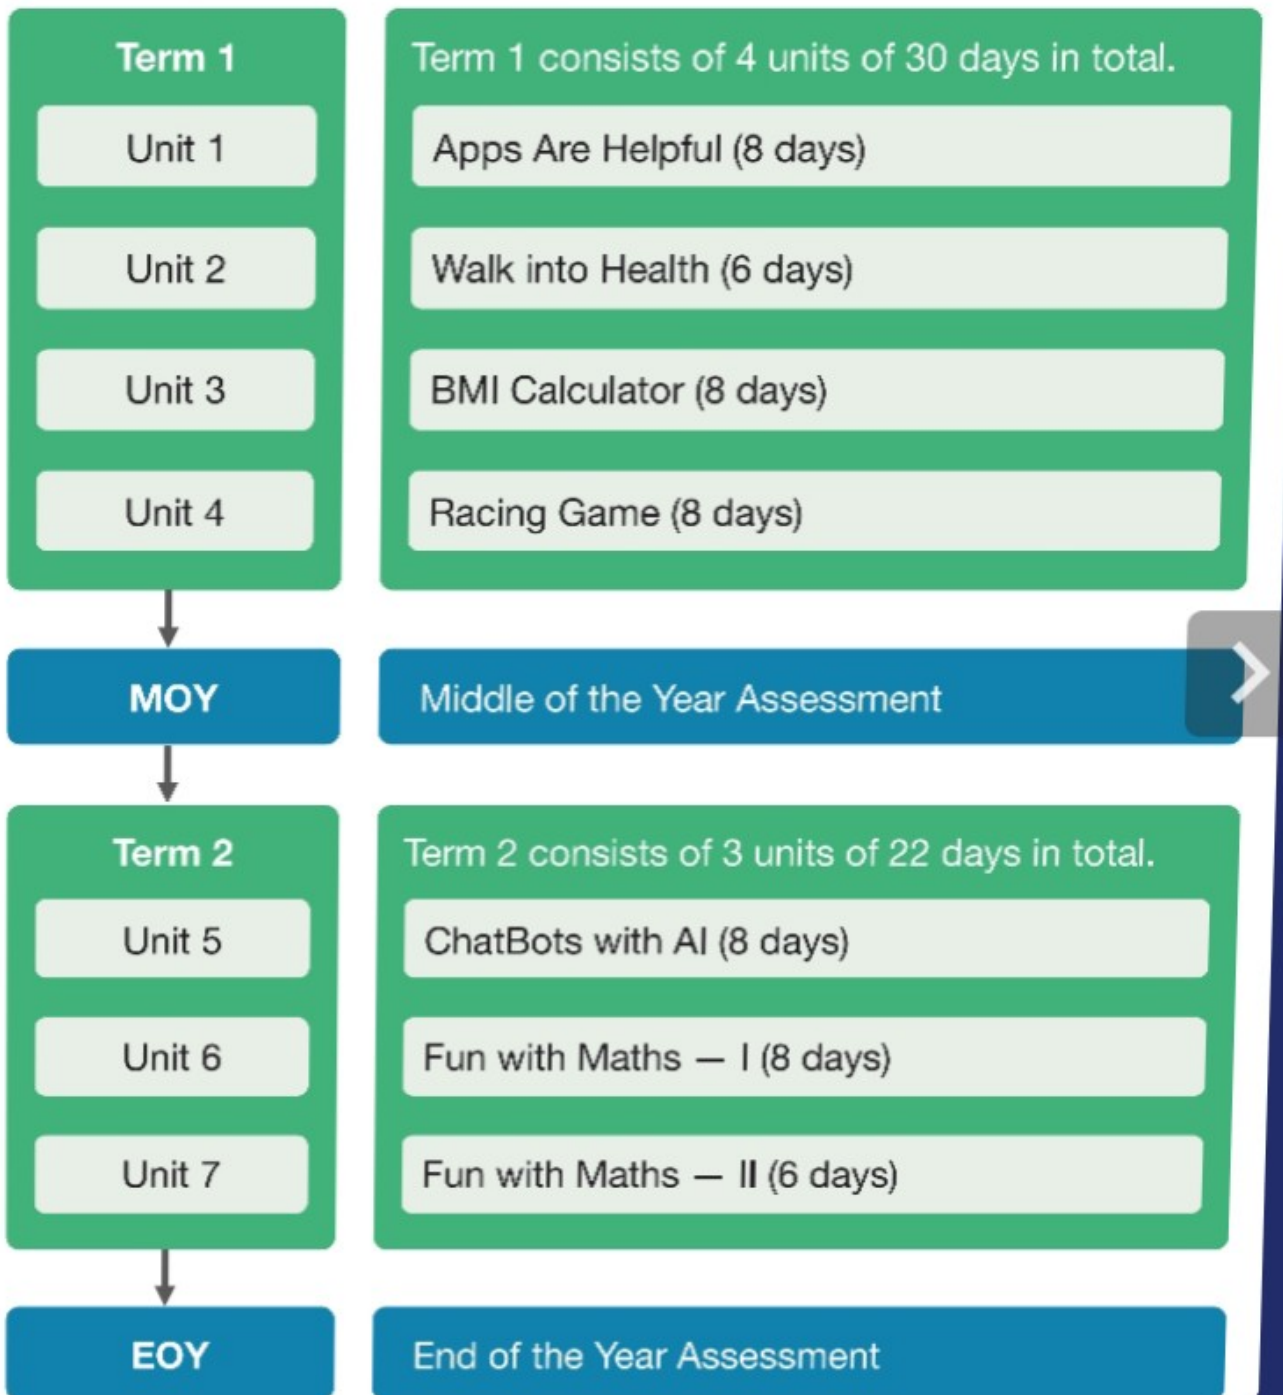 Term 1
Term 1 consists of 4 units of 30 days in total.
Unit 1
Apps Are Helpful (8 days)
Unit 2
Walk into Health (6 days)
Unit 3
BMI Calculator (8 days)
Unit 4
Racing Game (8 days)
MOY
Middle of the Year Assessment
Term 2
Term 2 consists of 3 units of 22 days in total.
Unit 5
ChatBots with AI (8 days)
Unit 6
Fun with Maths — I (8 days)
Unit 7
Fun with Maths — II (6 days)
EOY
End of the Year Assessment